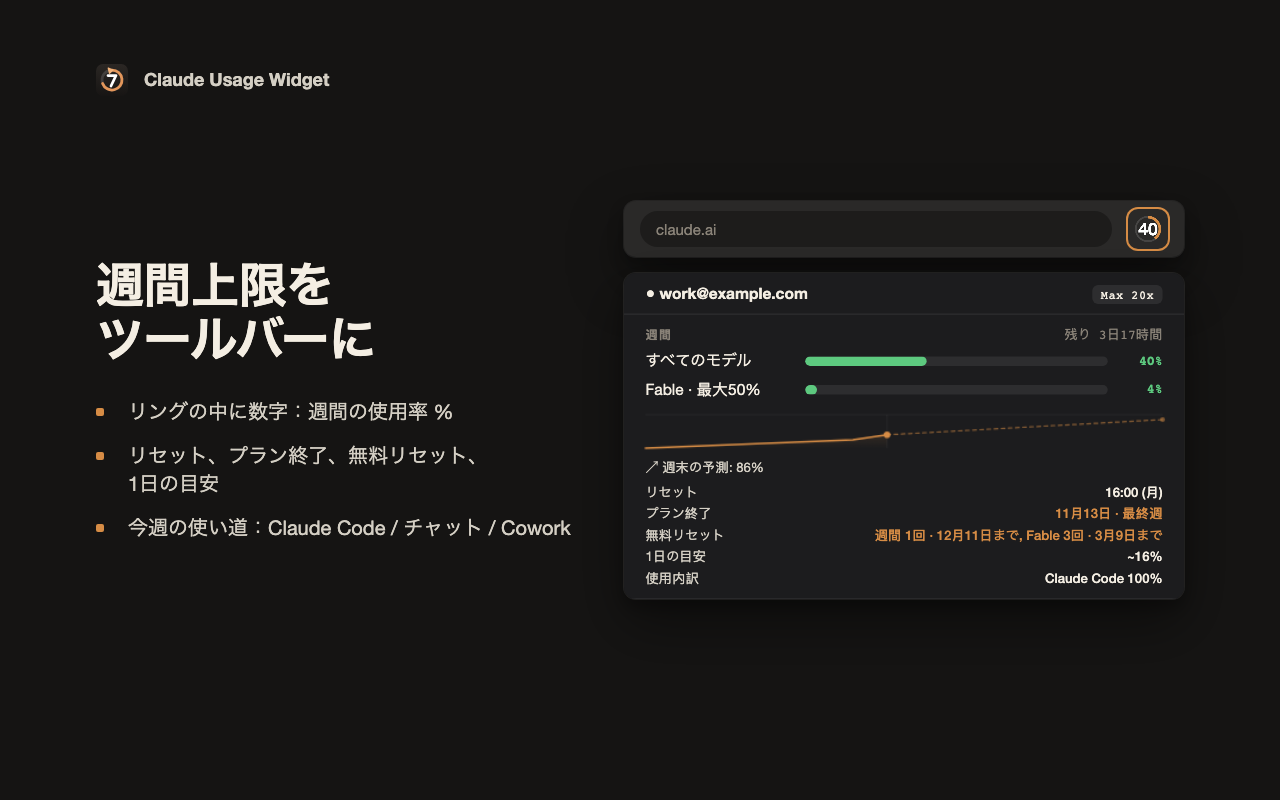 7
Claude Usage Widget
週間上限を
ツールバーに
リングの中に数字：週間の使用率 %
リセット、プラン終了、無料リセット、
1日の目安
今週の使い道：Claude Code / チャット / Cowork
claude.ai
40
work@example.com
Max 20x
週間
残り 3日17時間
すべてのモデル
40%
Fable · 最大50%
4%
↗ 週末の予測: 86%
リセット
16:00 (月)
プラン終了
11月13日 · 最終週
無料リセット
週間 1回 · 12月11日まで, Fable 3回 · 3月9日まで
1日の目安
~16%
使用内訳
Claude Code 100%